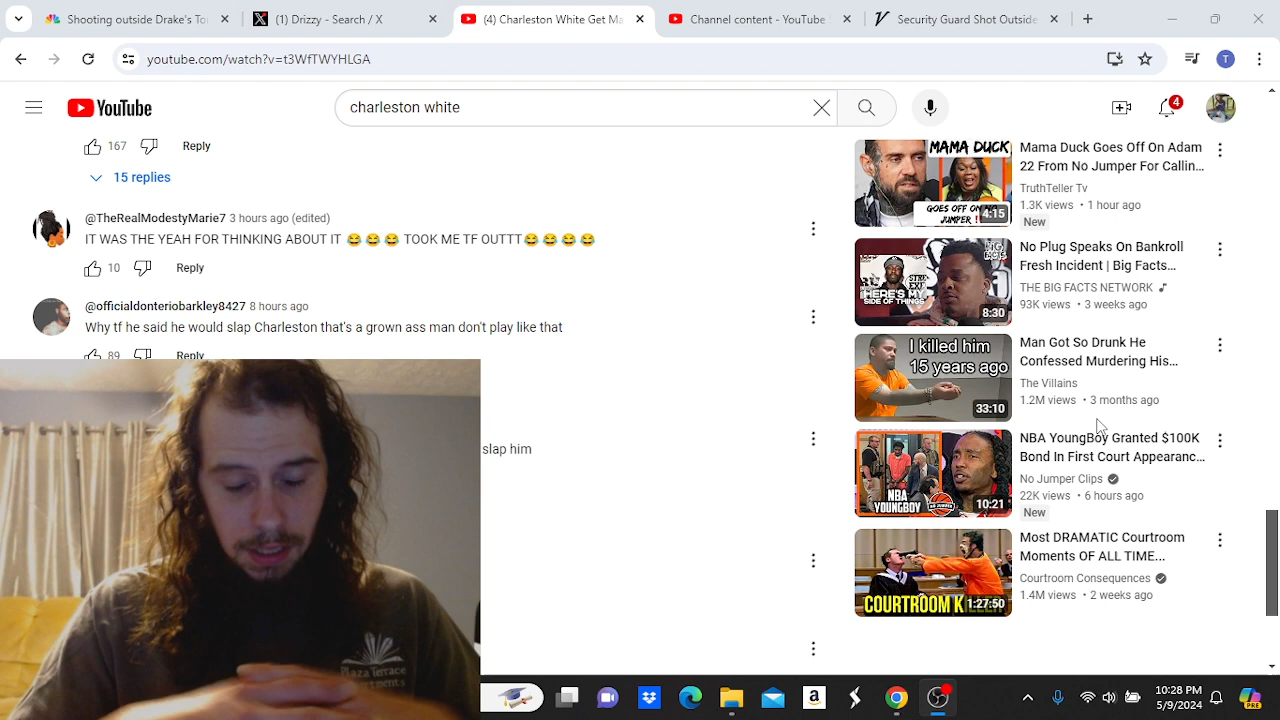 Shooting outside Drake's To
(1) Drizzy - Search / X
(4) Charleston White Get Ma
Channel content - YouTube
Security Guard Shot Outside
youtube.com/watch?v=t3WfTWYHLGA
T
YouTube
charleston white
4
167
Reply
15 replies
@TheRealModestyMarie7 3 hours ago (edited)
IT WAS THE YEAH FOR THINKING ABOUT IT 😂 😂 😂 TOOK ME TF OUTTT😂 😂 😂 😂
10
Reply
@officialdonteriobradley8427 8 hours ago
Why tf he said he would slap Charleston that's a grown ass man don't play like that
89
Reply
slap him
MAMA DUCK
GOES OFF ON
NO JUMPER !!
4:15
Mama Duck Goes Off On Adam
22 From No Jumper For Callin...
TruthTeller Tv
1.3K views • 1 hour ago
New
BIG
FACTS
HERE'S MY
SIDE OF THINGS
8:30
No Plug Speaks On Bankroll
Fresh Incident | Big Facts...
THE BIG FACTS NETWORK
93K views • 3 weeks ago
I killed him
15 years ago
33:10
Man Got So Drunk He
Confessed Murdering His...
The Villains
1.2M views • 3 months ago
NBA
YOUNGBOY
10:21
NBA YoungBoy Granted $100K
Bond In First Court Appearanc...
No Jumper Clips
22K views • 6 hours ago
New
COURTROOM K
1:27:50
Most DRAMATIC Courtroom
Moments OF ALL TIME...
Courtroom Consequences
1.4M views • 2 weeks ago
Plaza Terrace
Apartments
10:28 PM
5/9/2024
PRE